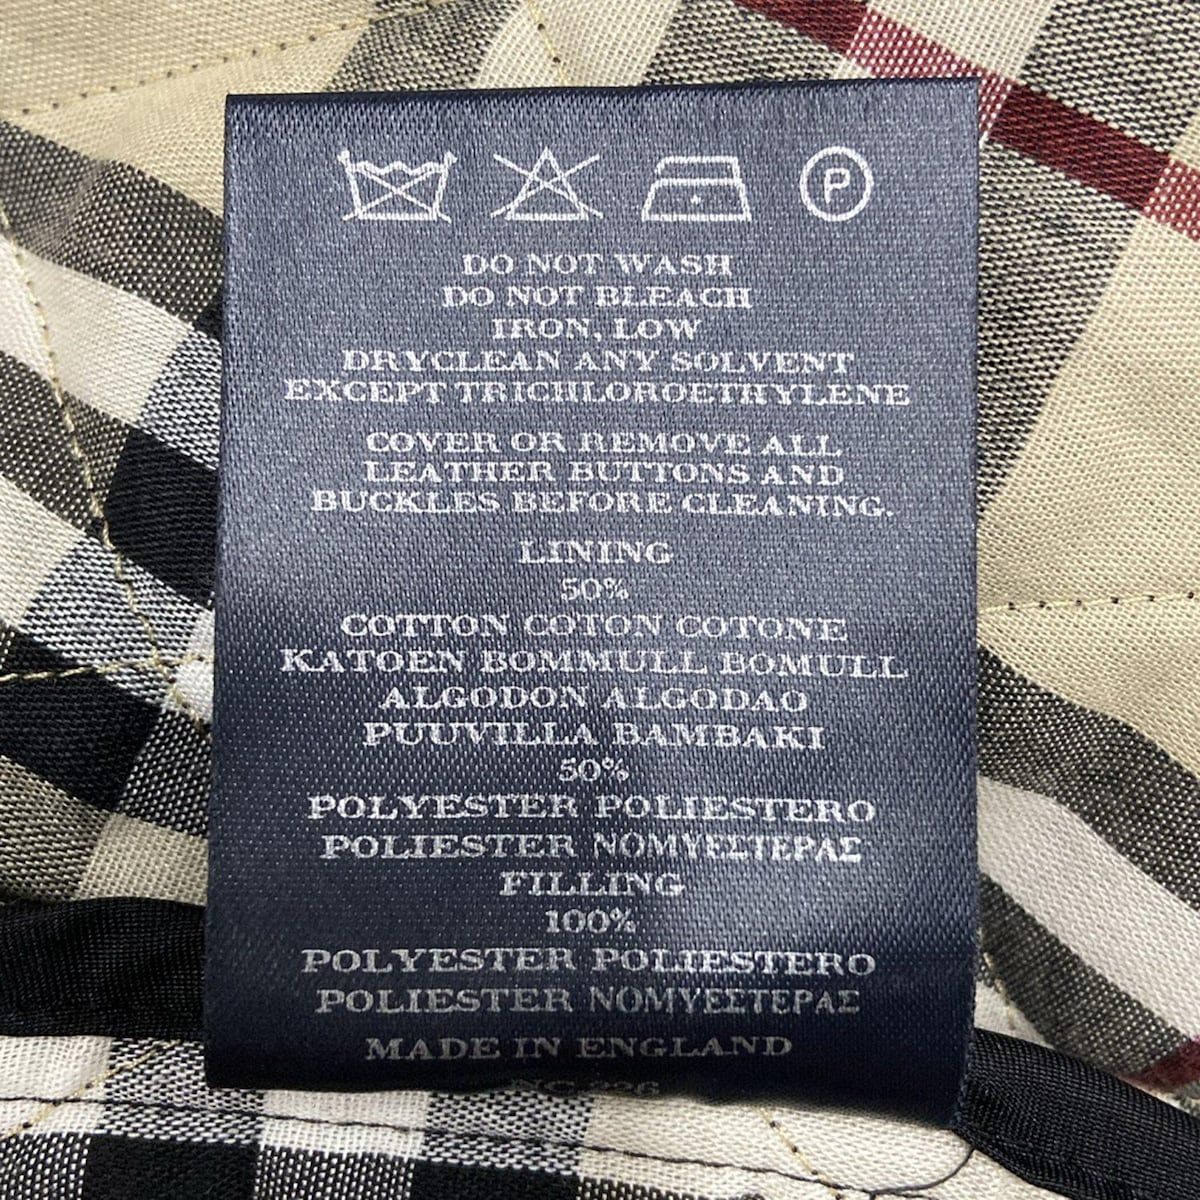 P
DO NOT WASH
DO NOT BLEACH
IRON, LOW
DRYCLEAN ANY SOLVENT
EXCEPT TRICHLOROETHYLENE
COVER OR REMOVE ALL
LEATHER BUTTONS AND
BUCKLES BEFORE CLEANING.
LINING
50%
COTTON COTON COTONE
KATOEN BOMMULL BOMULL
ALGODON ALGODAO
PUUVILLA BAMBAKI
50%
POLYESTER POLIESTERO
POLIESTER ΝΟΜΥΕΣΤΕΡΑΣ
FILLING
100%
POLYESTER POLIESTERO
POLIESTER ΝΟΜΥΕΣΤΕΡΑΣ
MADE IN ENGLAND